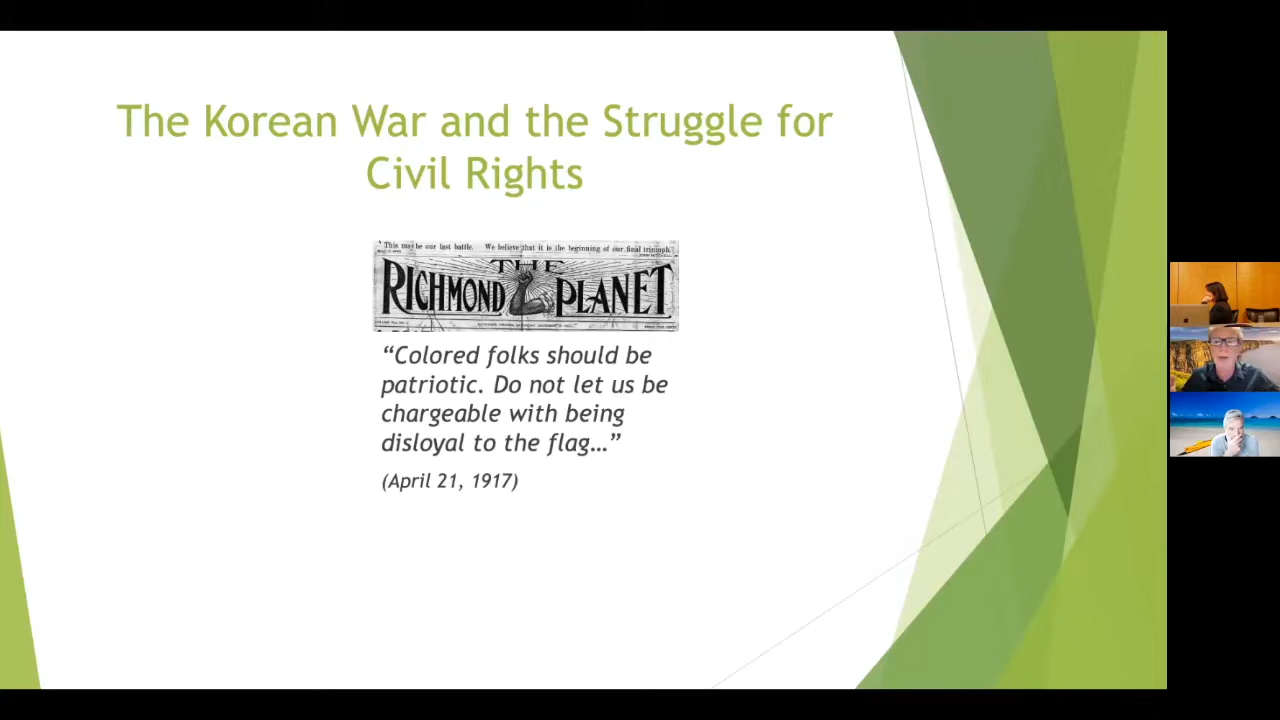 The Korean War and the Struggle for
Civil Rights
This may be our last battle. We believe that it is the beginning of our final triumph.
THE
RICHMOND PLANET
“Colored folks should be
patriotic. Do not let us be
chargeable with being
disloyal to the flag…”
(April 21, 1917)